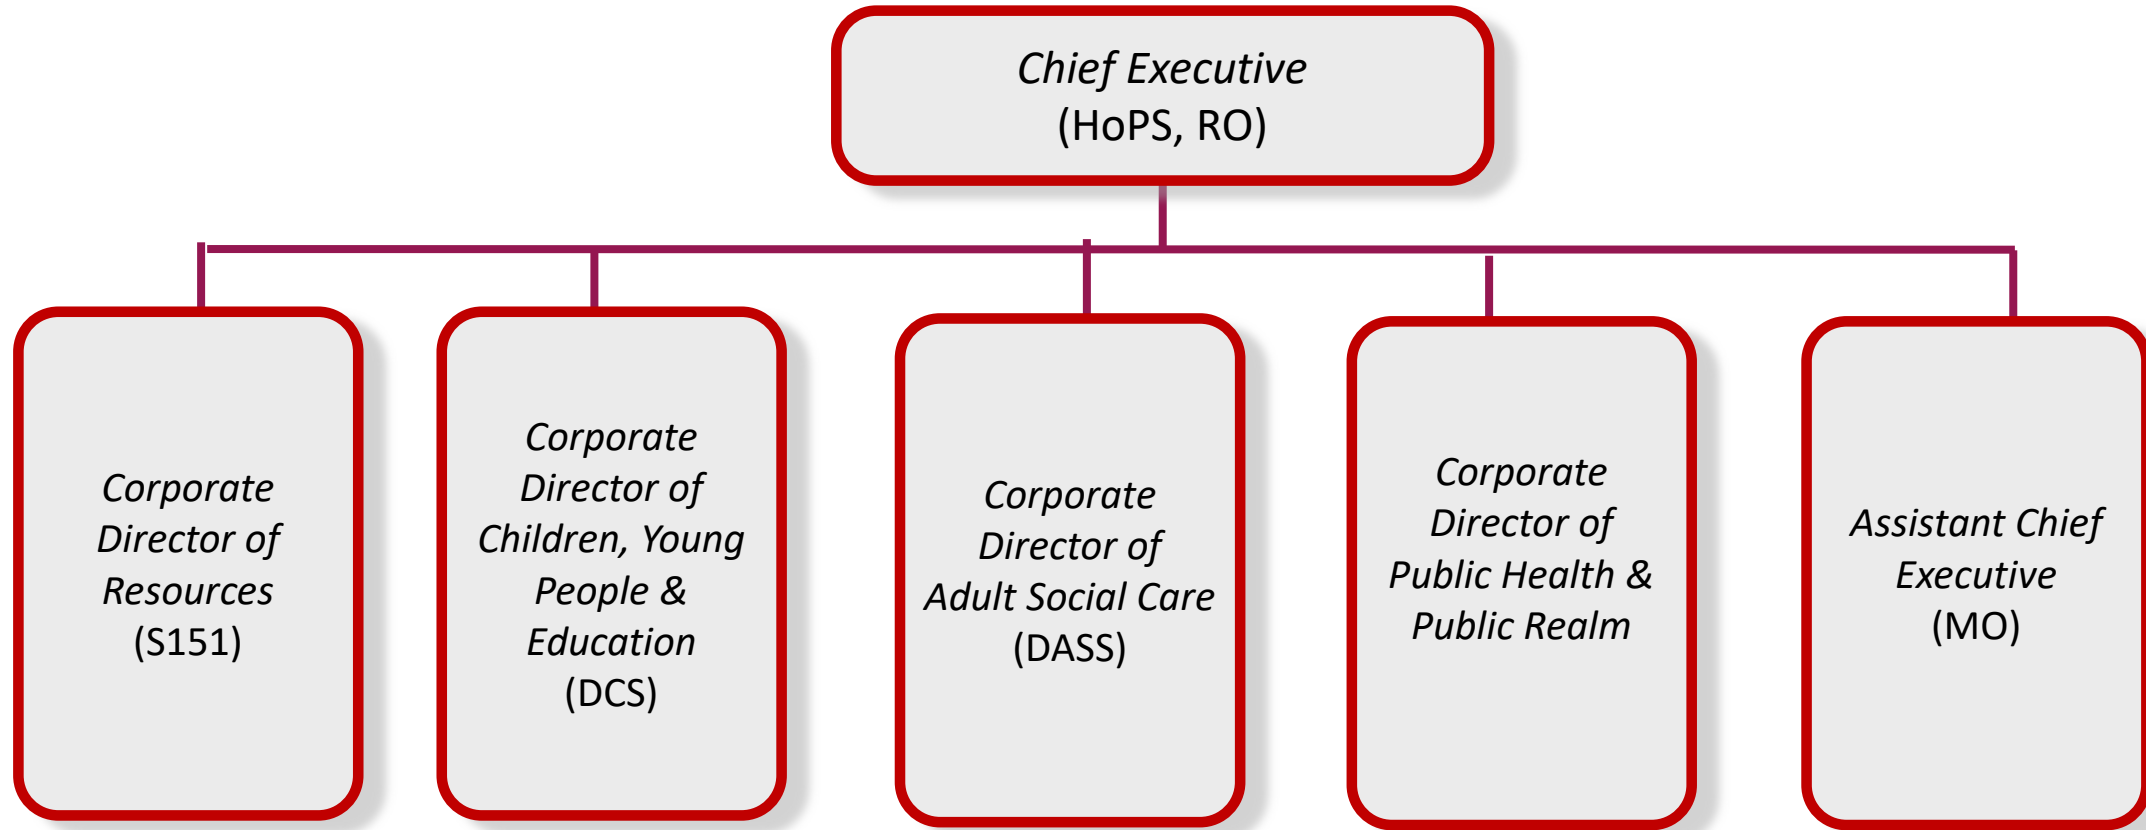 Chief Executive
(HoPS, RO)
Corporate
Director of
Resources
(S151)
Corporate
Director of
Children, Young
People &
Education
(DCS)
Corporate
Director of
Adult Social Care
(DASS)
Corporate
Director of
Public Health &
Public Realm
Assistant Chief
Executive
(MO)